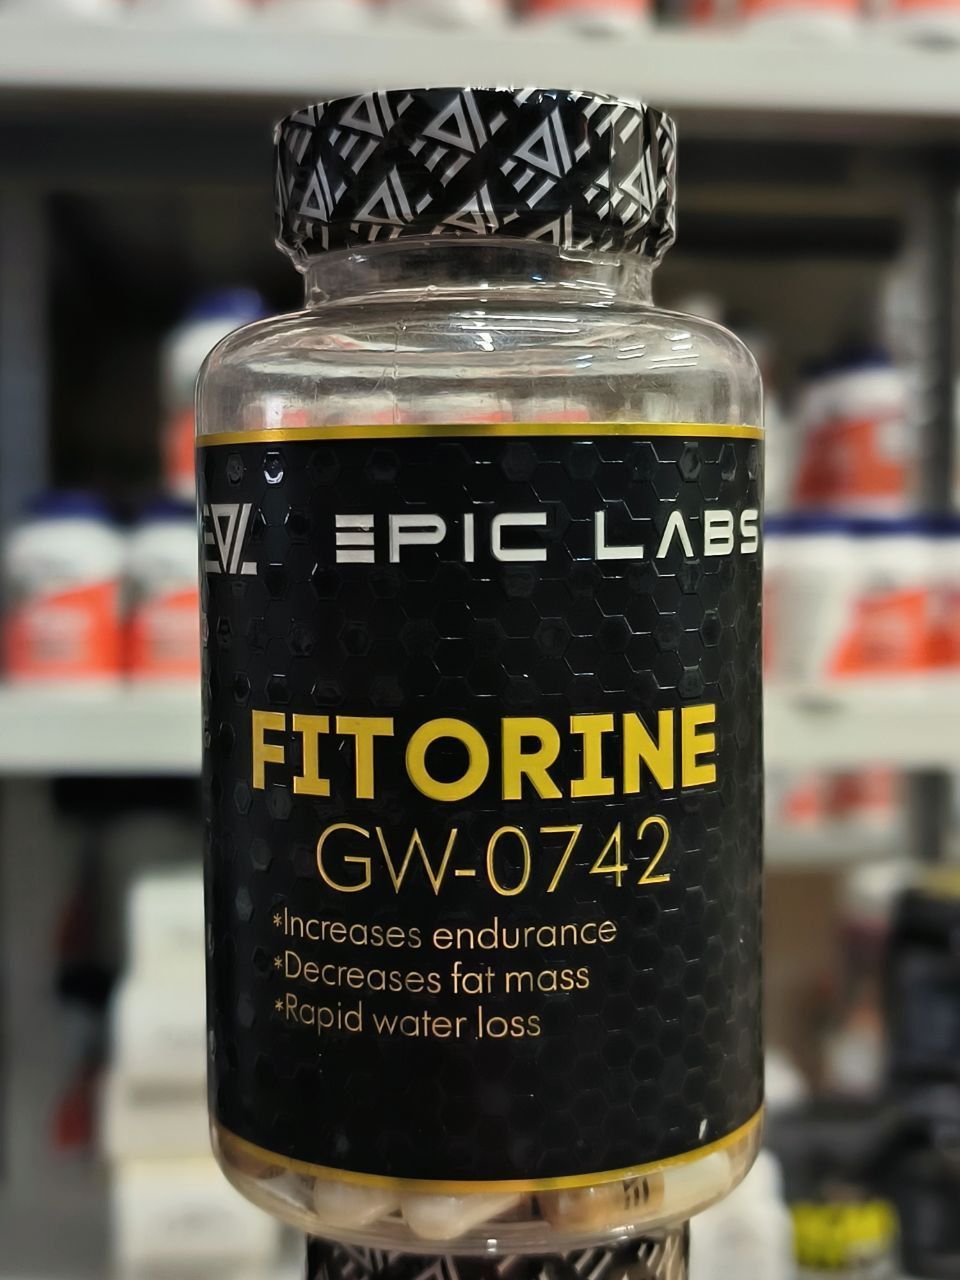 EPIC LABS
FITORINE
GW-0742
*Increases endurance
*Decreases fat mass
*Rapid water loss